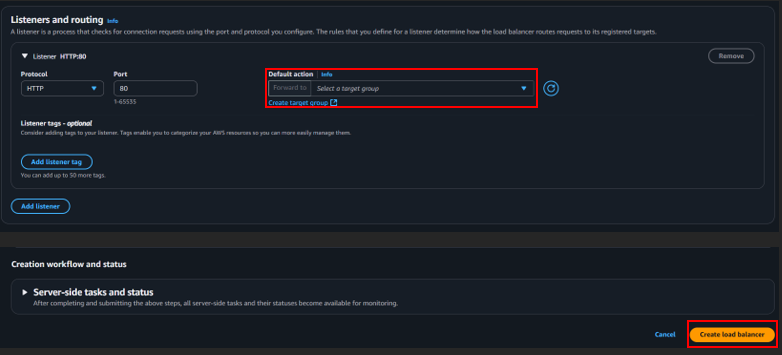 Listeners and routing Info
A listener is a process that checks for connection requests using the port and protocol you configure. The rules that you define for a listener determine how the load balancer routes requests to its registered targets.
Listener HTTP:80
Remove
Protocol
Port
Default action | Info
HTTP
80
Forward to
Select a target group
1-65535
Create target group
Listener tags - optional
Consider adding tags to your listener. Tags enable you to categorize your AWS resources so you can more easily manage them.
Add listener tag
You can add up to 50 more tags.
Add listener
Creation workflow and status
Server-side tasks and status
After completing and submitting the above steps, all server-side tasks and their statuses become available for monitoring.
Cancel
Create load balancer